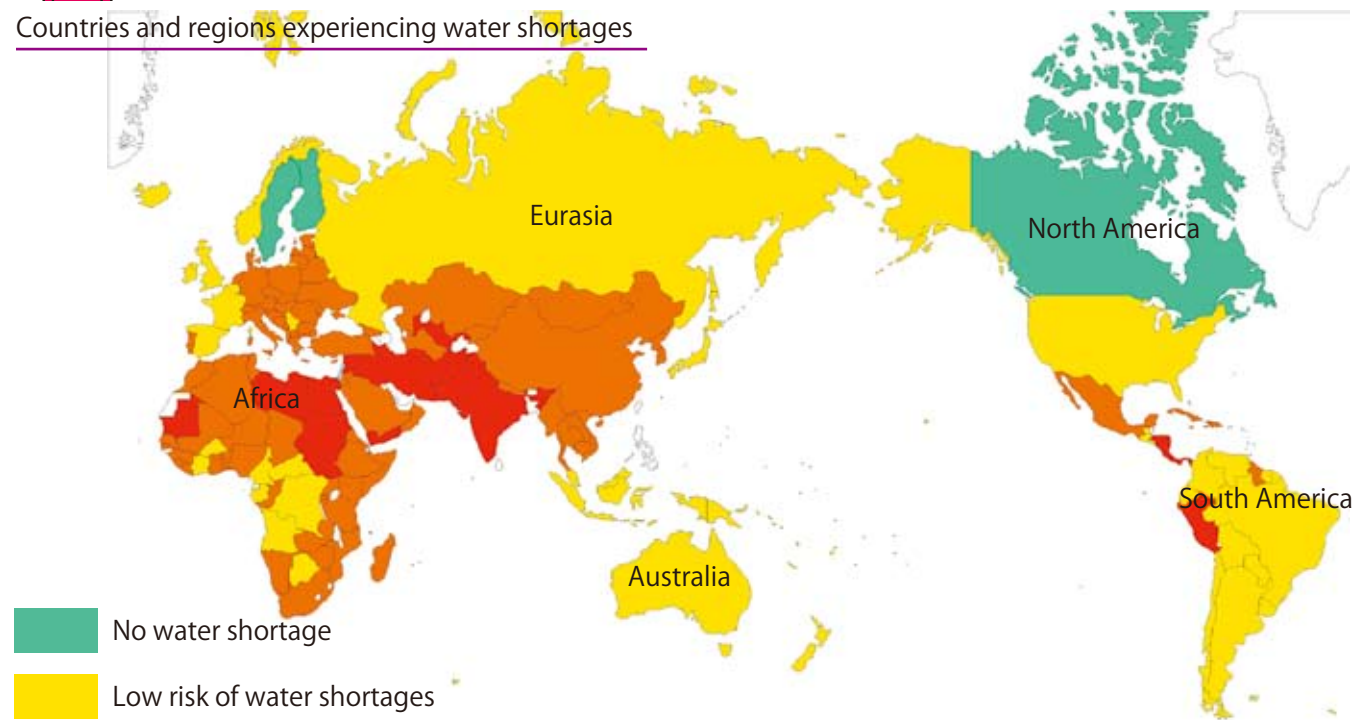 Countries and regions experiencing water shortages
Eurasia
North America
Africa
South America
Australia
No water shortage
Low risk of water shortages